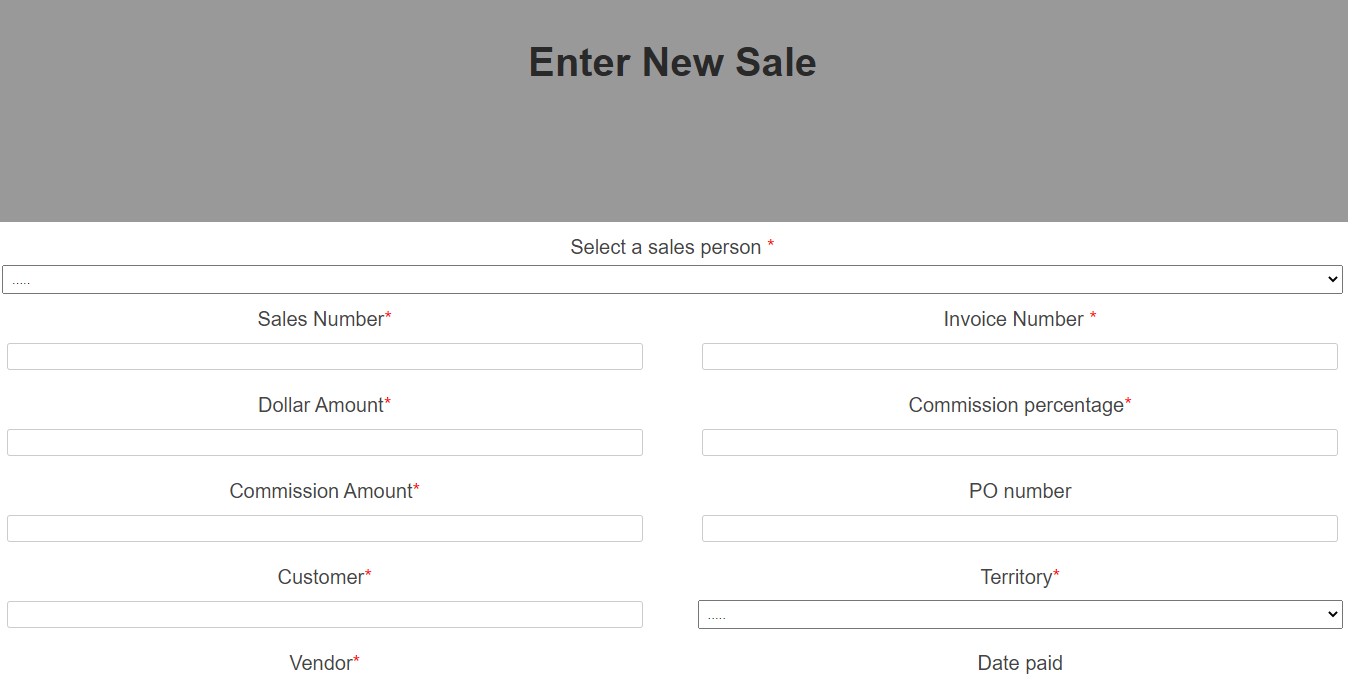 Enter New Sale
Select a sales person *
.....
Sales Number* Invoice Number *
Dollar Amount* Commission percentage*
Commission Amount* PO number
Customer* Territory*
.....
Vendor* Date paid